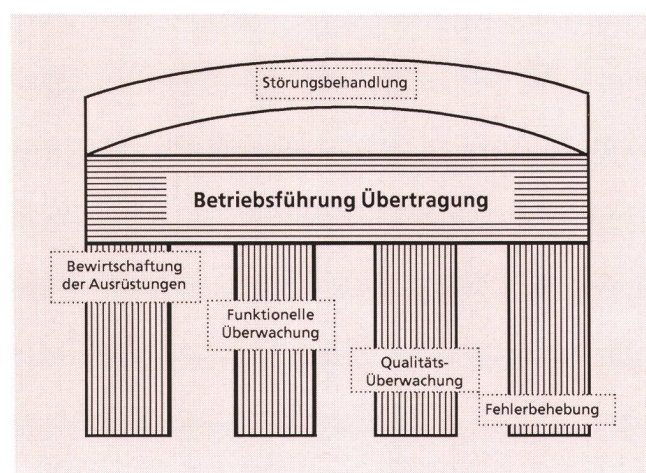 Störungsbehandlung
Betriebsführung Übertragung
Bewirtschaftung
der Ausrüstungen
Funktionelle
Überwachung
Qualitäts-
Überwachung
Fehlerbehebung